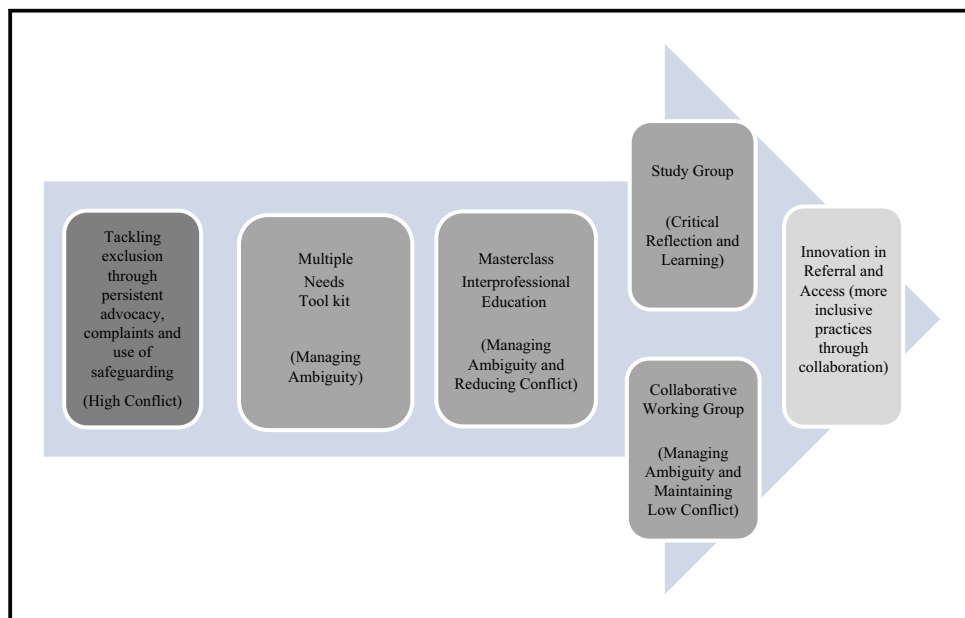 Tackling
exclusion
through
persistent
advocacy,
complaints and
use of
safeguarding
(High Conflict)
Multiple
Needs
Tool kit
(Managing
Ambiguity)
Masterclass
Interprofessional
Education
(Managing
Ambiguity and
Reducing Conflict)
Study Group
(Critical
Reflection and
Learning)
Collaborative
Working Group
(Managing
Ambiguity and
Maintaining
Low Conflict)
Innovation in
Referral and
Access (more
inclusive
practices
through
collaboration)